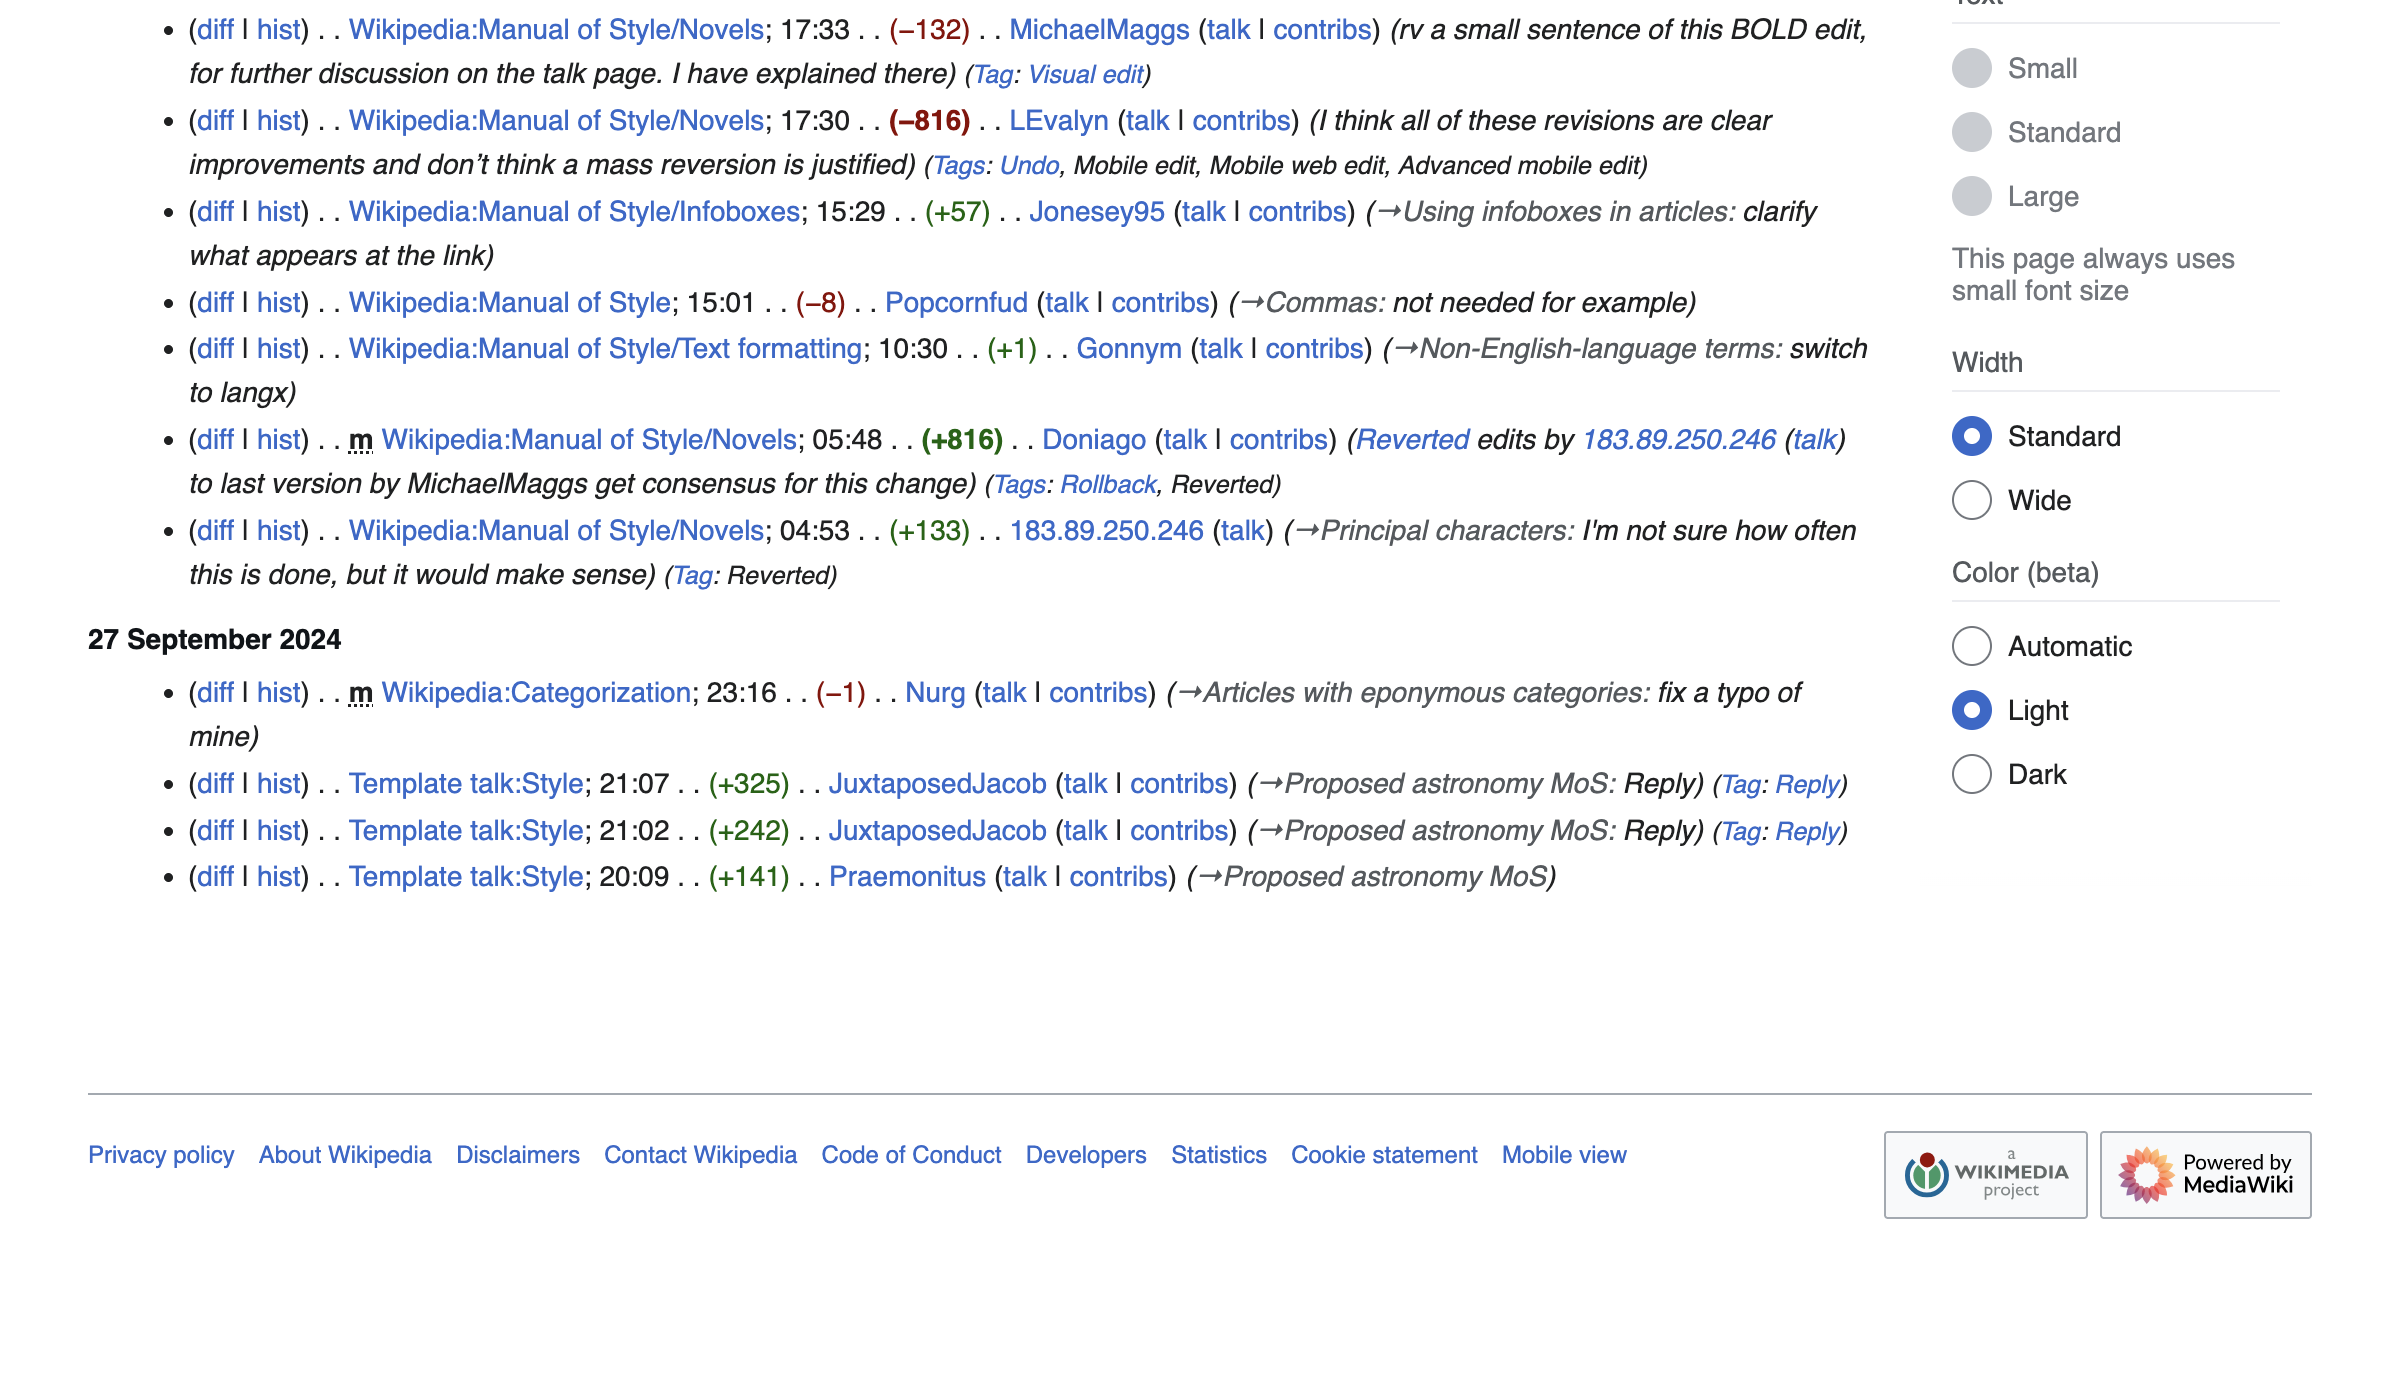 (diff | hist) . . Wikipedia:Manual of Style/Novels; 17:33 . . (−132) . . MichaelMaggs (talk | contribs) (rv a small sentence of this BOLD edit,
for further discussion on the talk page. I have explained there) (Tag: Visual edit)
(diff | hist) . . Wikipedia:Manual of Style/Novels; 17:30 . . (−816) . . LEvalyn (talk | contribs) (I think all of these revisions are clear
improvements and don’t think a mass reversion is justified) (Tags: Undo, Mobile edit, Mobile web edit, Advanced mobile edit)
(diff | hist) . . Wikipedia:Manual of Style/Infoboxes; 15:29 . . (+57) . . Jonesey95 (talk | contribs) (→Using infoboxes in articles: clarify
what appears at the link)
(diff | hist) . . Wikipedia:Manual of Style; 15:01 . . (−8) . . Popcornfud (talk | contribs) (→Commas: not needed for example)
(diff | hist) . . Wikipedia:Manual of Style/Text formatting; 10:30 . . (+1) . . Gonnym (talk | contribs) (→Non-English-language terms: switch
to langx)
(diff | hist) . . m Wikipedia:Manual of Style/Novels; 05:48 . . (+816) . . Doniago (talk | contribs) (Reverted edits by 183.89.250.246 (talk)
to last version by MichaelMaggs get consensus for this change) (Tags: Rollback, Reverted)
(diff | hist) . . Wikipedia:Manual of Style/Novels; 04:53 . . (+133) . . 183.89.250.246 (talk) (→Principal characters: I'm not sure how often
this is done, but it would make sense) (Tag: Reverted)
27 September 2024
(diff | hist) . . m Wikipedia:Categorization; 23:16 . . (−1) . . Nurg (talk | contribs) (→Articles with eponymous categories: fix a typo of
mine)
(diff | hist) . . Template talk:Style; 21:07 . . (+325) . . JuxtaposedJacob (talk | contribs) (→Proposed astronomy MoS: Reply) (Tag: Reply)
(diff | hist) . . Template talk:Style; 21:02 . . (+242) . . JuxtaposedJacob (talk | contribs) (→Proposed astronomy MoS: Reply) (Tag: Reply)
(diff | hist) . . Template talk:Style; 20:09 . . (+141) . . Praemonitus (talk | contribs) (→Proposed astronomy MoS)
Text
Small
Standard
Large
This page always uses
small font size
Width
Standard
Wide
Color (beta)
Automatic
Light
Dark
Privacy policy About Wikipedia Disclaimers Contact Wikipedia Code of Conduct Developers Statistics Cookie statement Mobile view
a
WIKIMEDIA
project
Powered by
MediaWiki